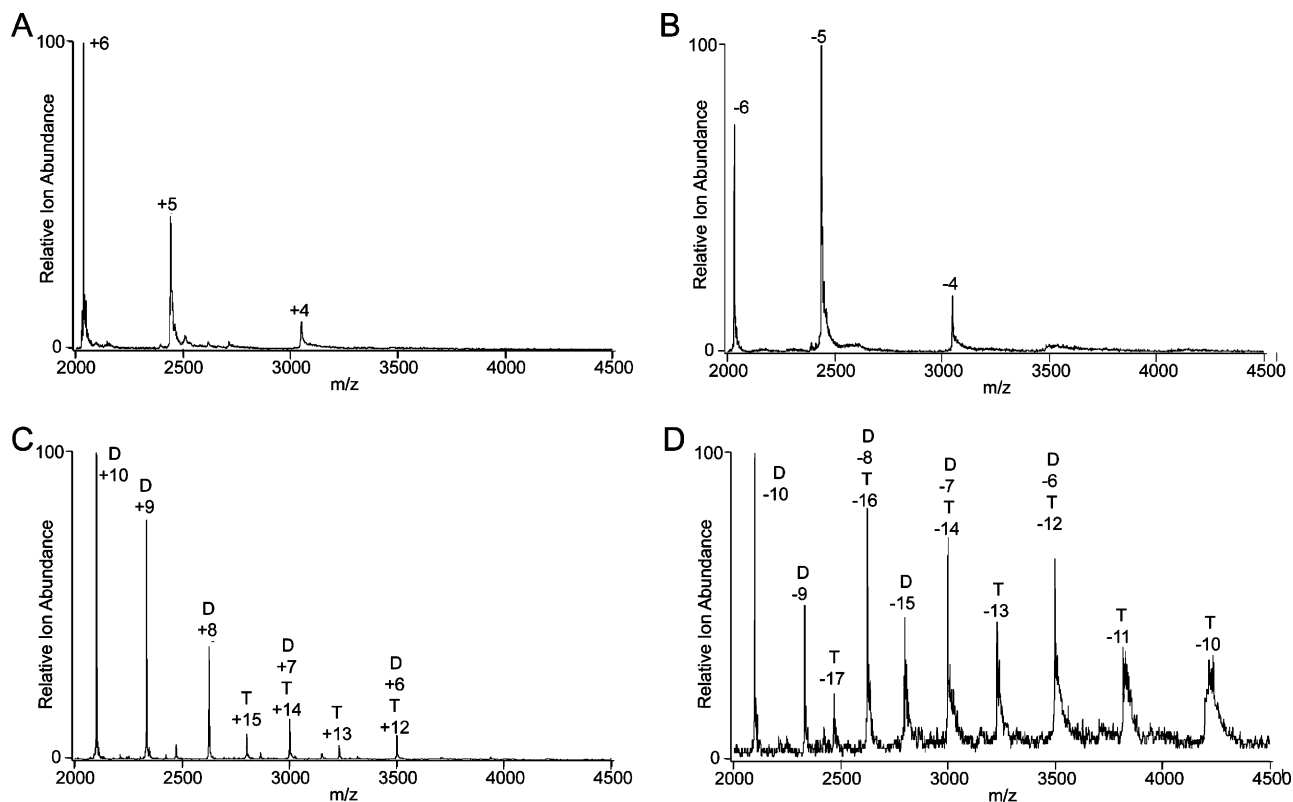 A
100
+6
+5
+4
0
Relative Ion Abundance
2000
2500
3000
3500
4000
4500
m/z
B
100
-6
-5
-4
0
Relative Ion Abundance
2000
2500
3000
3500
4000
4500
m/z
C
100
D
+10
D
+9
D
+8
T
+15
D
+7
T
+14
T
+13
D
+6
T
+12
0
Relative Ion Abundance
2000
2500
3000
3500
4000
4500
m/z
D
100
D
-10
D
-9
T
-17
D
-8
T
-16
D
-15
D
-7
T
-14
T
-13
D
-6
T
-12
T
-11
T
-10
0
Relative Ion Abundance
2000
2500
3000
3500
4000
4500
m/z